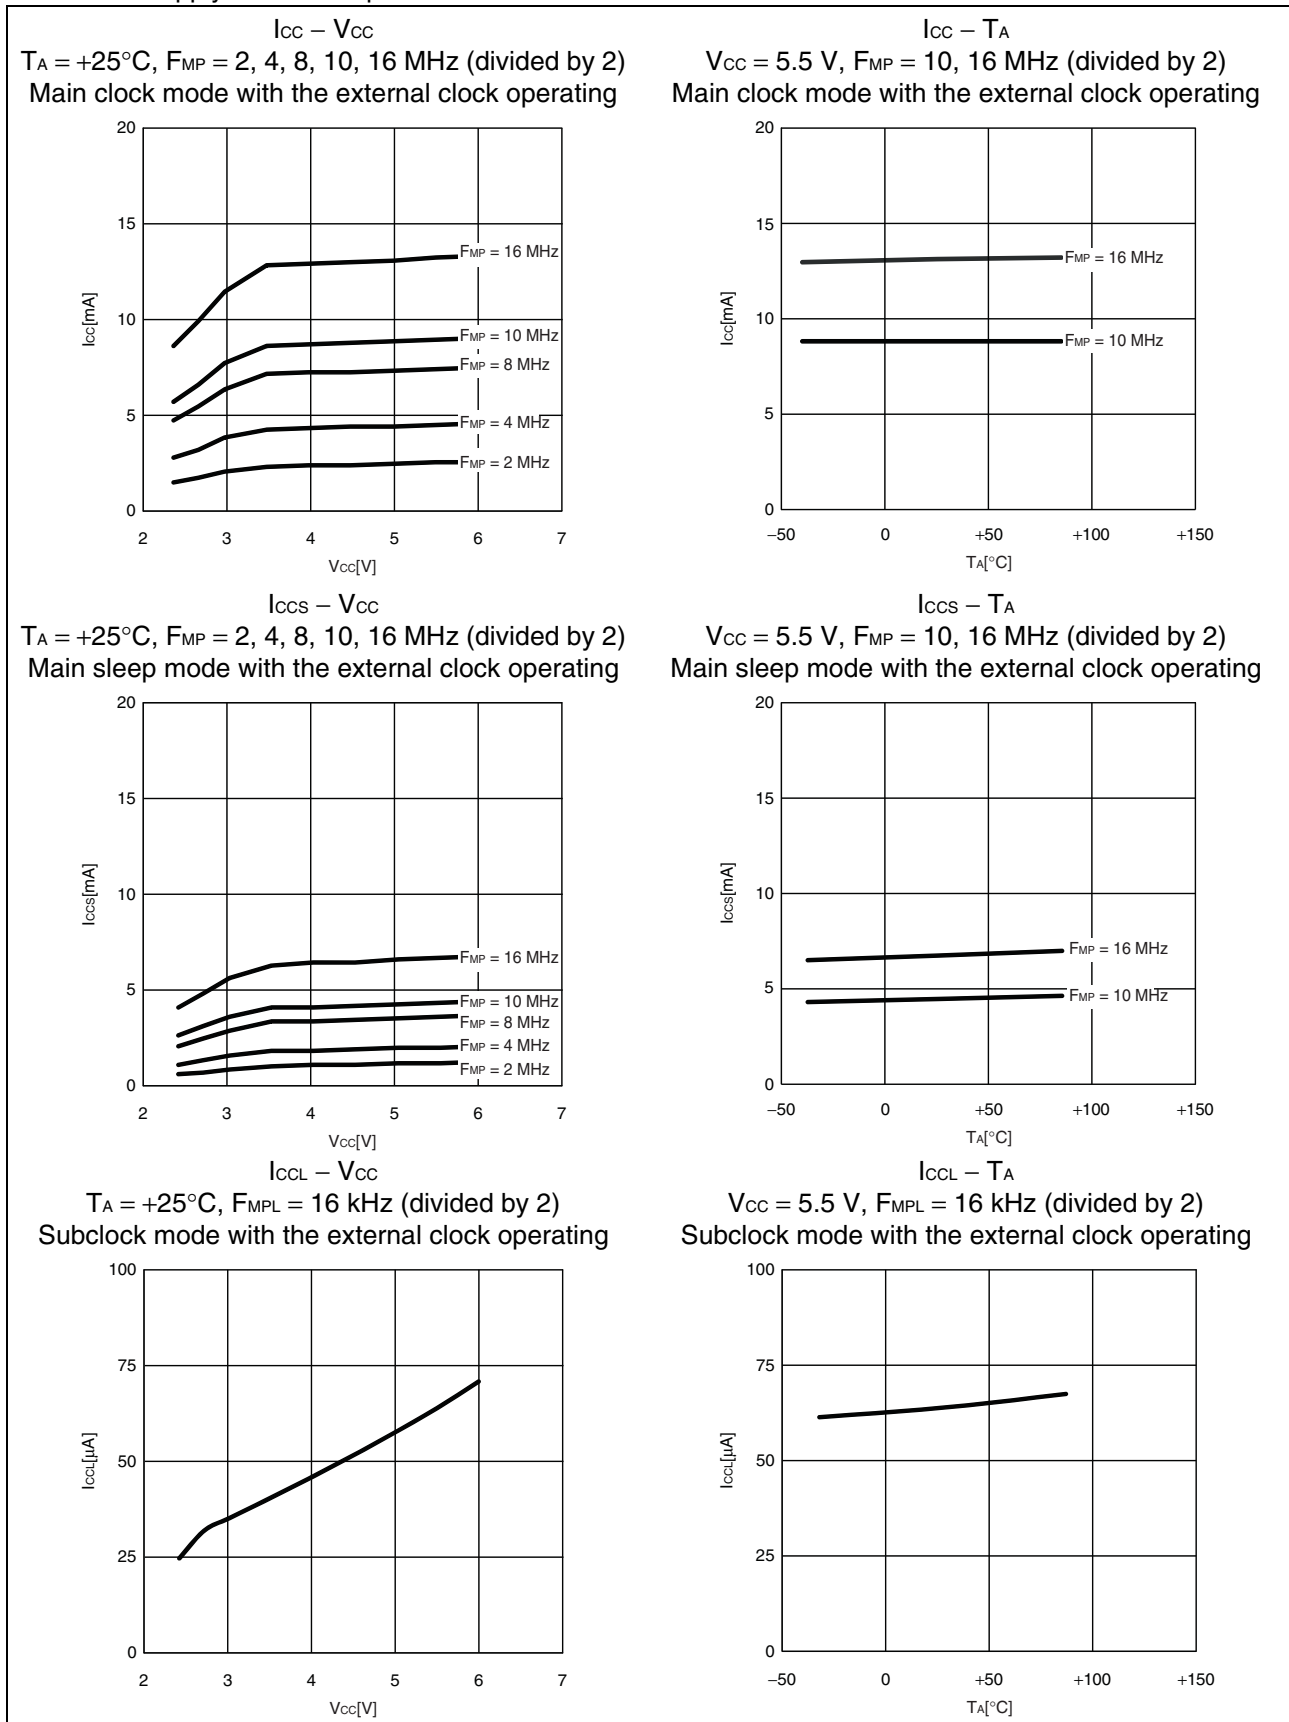 ICC – VCC
TA = +25°C, FMP = 2, 4, 8, 10, 16 MHz (divided by 2)
Main clock mode with the external clock operating
20
15
10
5
0
ICC[mA]
FMP = 16 MHz
FMP = 10 MHz
FMP = 8 MHz
FMP = 4 MHz
FMP = 2 MHz
2 3 4 5 6 7
VCC[V]
ICC – TA
VCC = 5.5 V, FMP = 10, 16 MHz (divided by 2)
Main clock mode with the external clock operating
20
15
10
5
0
ICC[mA]
FMP = 16 MHz
FMP = 10 MHz
−50 0 +50 +100 +150
TA[°C]
ICCS – VCC
TA = +25°C, FMP = 2, 4, 8, 10, 16 MHz (divided by 2)
Main sleep mode with the external clock operating
20
15
10
5
0
ICCS[mA]
FMP = 16 MHz
FMP = 10 MHz
FMP = 8 MHz
FMP = 4 MHz
FMP = 2 MHz
2 3 4 5 6 7
VCC[V]
ICCS – TA
VCC = 5.5 V, FMP = 10, 16 MHz (divided by 2)
Main sleep mode with the external clock operating
20
15
10
5
0
ICCS[mA]
FMP = 16 MHz
FMP = 10 MHz
−50 0 +50 +100 +150
TA[°C]
ICCL – VCC
TA = +25°C, FMPL = 16 kHz (divided by 2)
Subclock mode with the external clock operating
100
75
50
25
0
ICCL[µA]
2 3 4 5 6 7
VCC[V]
ICCL – TA
VCC = 5.5 V, FMPL = 16 kHz (divided by 2)
Subclock mode with the external clock operating
100
75
50
25
0
ICCL[µA]
−50 0 +50 +100 +150
TA[°C]